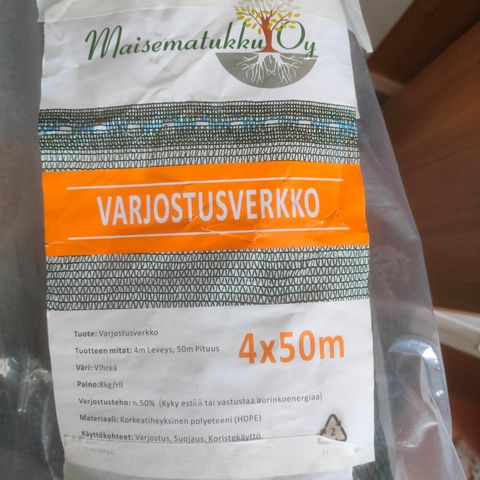 Maisematukku Oy
VARJOSTUSVERKKO
Tuote: Varjostusverkko
Tuotteen mitat: 4m Leveys, 50m Pituus
4x50m
Väri: Vihreä
Paino:8kg/rll
Varjostusteho: n.50% (Kyky estää tai vastustaa aurinkoenergiaa)
Materiaali: Korkeatiheyksinen polyeteeni (HDPE)
Käyttökohteet: Varjostus, Suojaus, Koristekäyttö
2